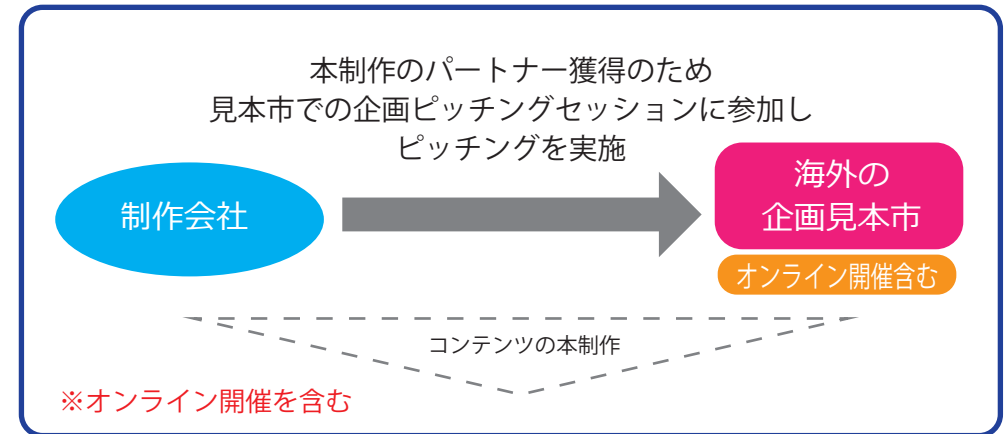 本制作のパートナー獲得のため
見本市での企画ピッチングセッションに参加し
ピッチングを実施
制作会社
海外の
企画見本市
オンライン開催含む
コンテンツの本制作
※オンライン開催を含む